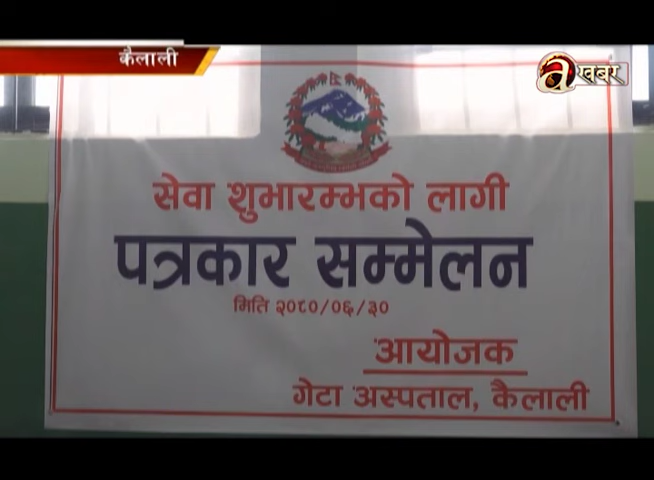 कैलाली
a खबर
सेवा शुभारम्भको लागी
पत्रकार सम्मेलन
मिति २०८०/०६/३०
आयोजक
गेटा अस्पताल, कैलाली